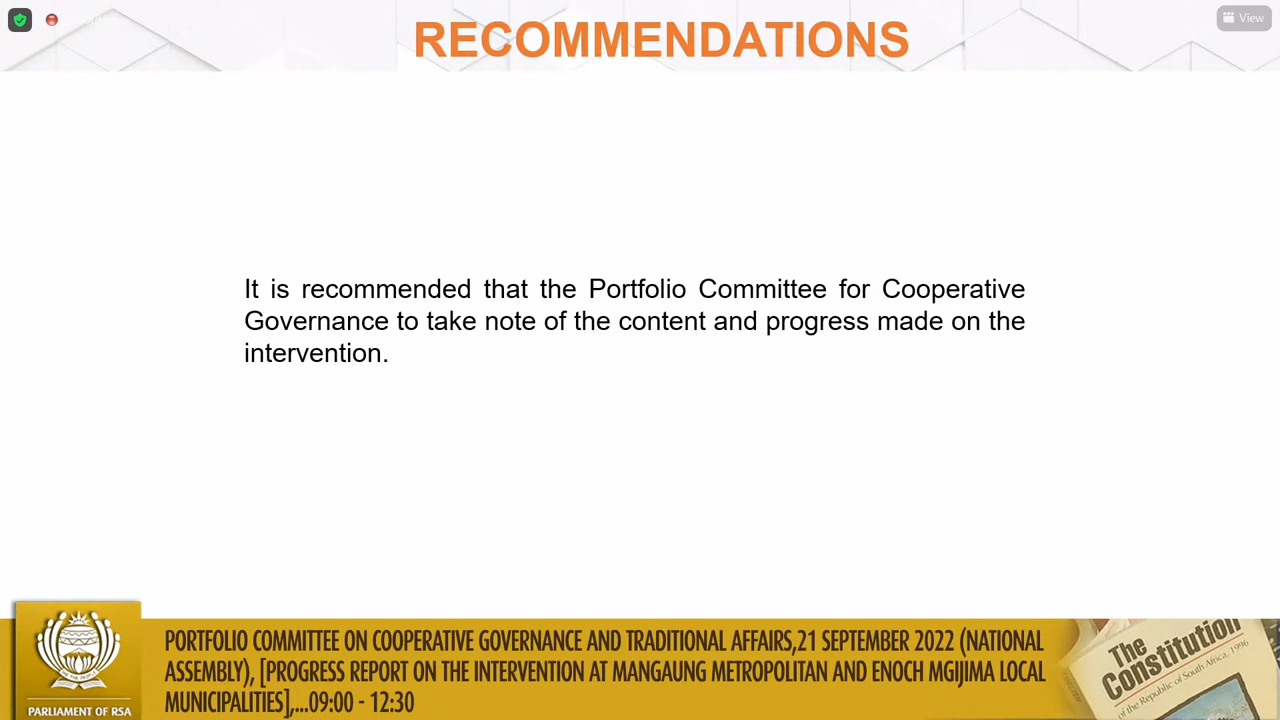 View
RECOMMENDATIONS
It is recommended that the Portfolio Committee for Cooperative
Governance to take note of the content and progress made on the
intervention.
PORTFOLIO COMMITTEE ON COOPERATIVE GOVERNANCE AND TRADITIONAL AFFAIRS,21 SEPTEMBER 2022 (NATIONAL
ASSEMBLY), [PROGRESS REPORT ON THE INTERVENTION AT MANGAUNG METROPOLITAN AND ENOCH MGIJIMA LOCAL
MUNICIPALITIES],...09:00 - 12:30
PARLIAMENT OF RSA
The
Constitution
of the Republic of South Africa, 1996